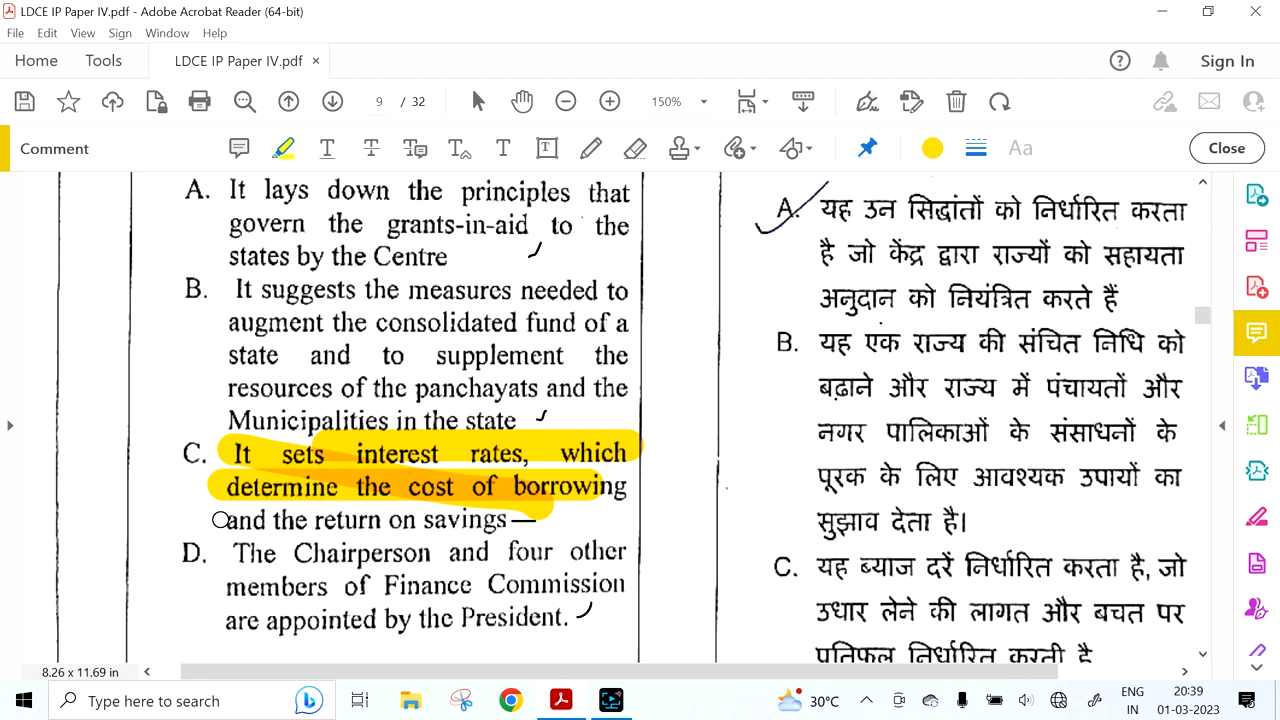 LDCE IP Paper IV.pdf - Adobe Acrobat Reader (64-bit)
File Edit View Sign Window Help
Home Tools LDCE IP Paper IV.pdf × Sign In
9 / 32 150%
Comment Aa Close
A. It lays down the principles that
govern the grants-in-aid to the
states by the Centre
B. It suggests the measures needed to
augment the consolidated fund of a
state and to supplement the
resources of the panchayats and the
Municipalities in the state
C. It sets interest rates, which
determine the cost of borrowing
and the return on savings
D. The Chairperson and four other
members of Finance Commission
are appointed by the President.
A. यह उन सिद्धांतों को निर्धारित करता
है जो केंद्र द्वारा राज्यों को सहायता
अनुदान को नियंत्रित करते हैं
B. यह एक राज्य की संचित निधि को
बढ़ाने और राज्य में पंचायतों और
नगर पालिकाओं के संसाधनों के
पूरक के लिए आवश्यक उपायों का
सुझाव देता है।
C. यह ब्याज दरें निर्धारित करता है, जो
उधार लेने की लागत और बचत पर
प्रतिफल निर्धारित करती है
8.26 x 11.69 in
Type here to search
30°C
ENG
IN
20:39
01-03-2023